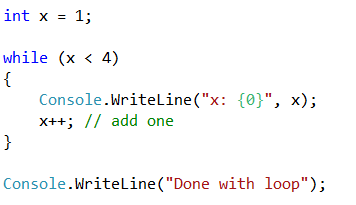 int x = 1;
while (x < 4)
{
    Console.WriteLine("x: {0}", x);
    x++; // add one
}
Console.WriteLine("Done with loop");